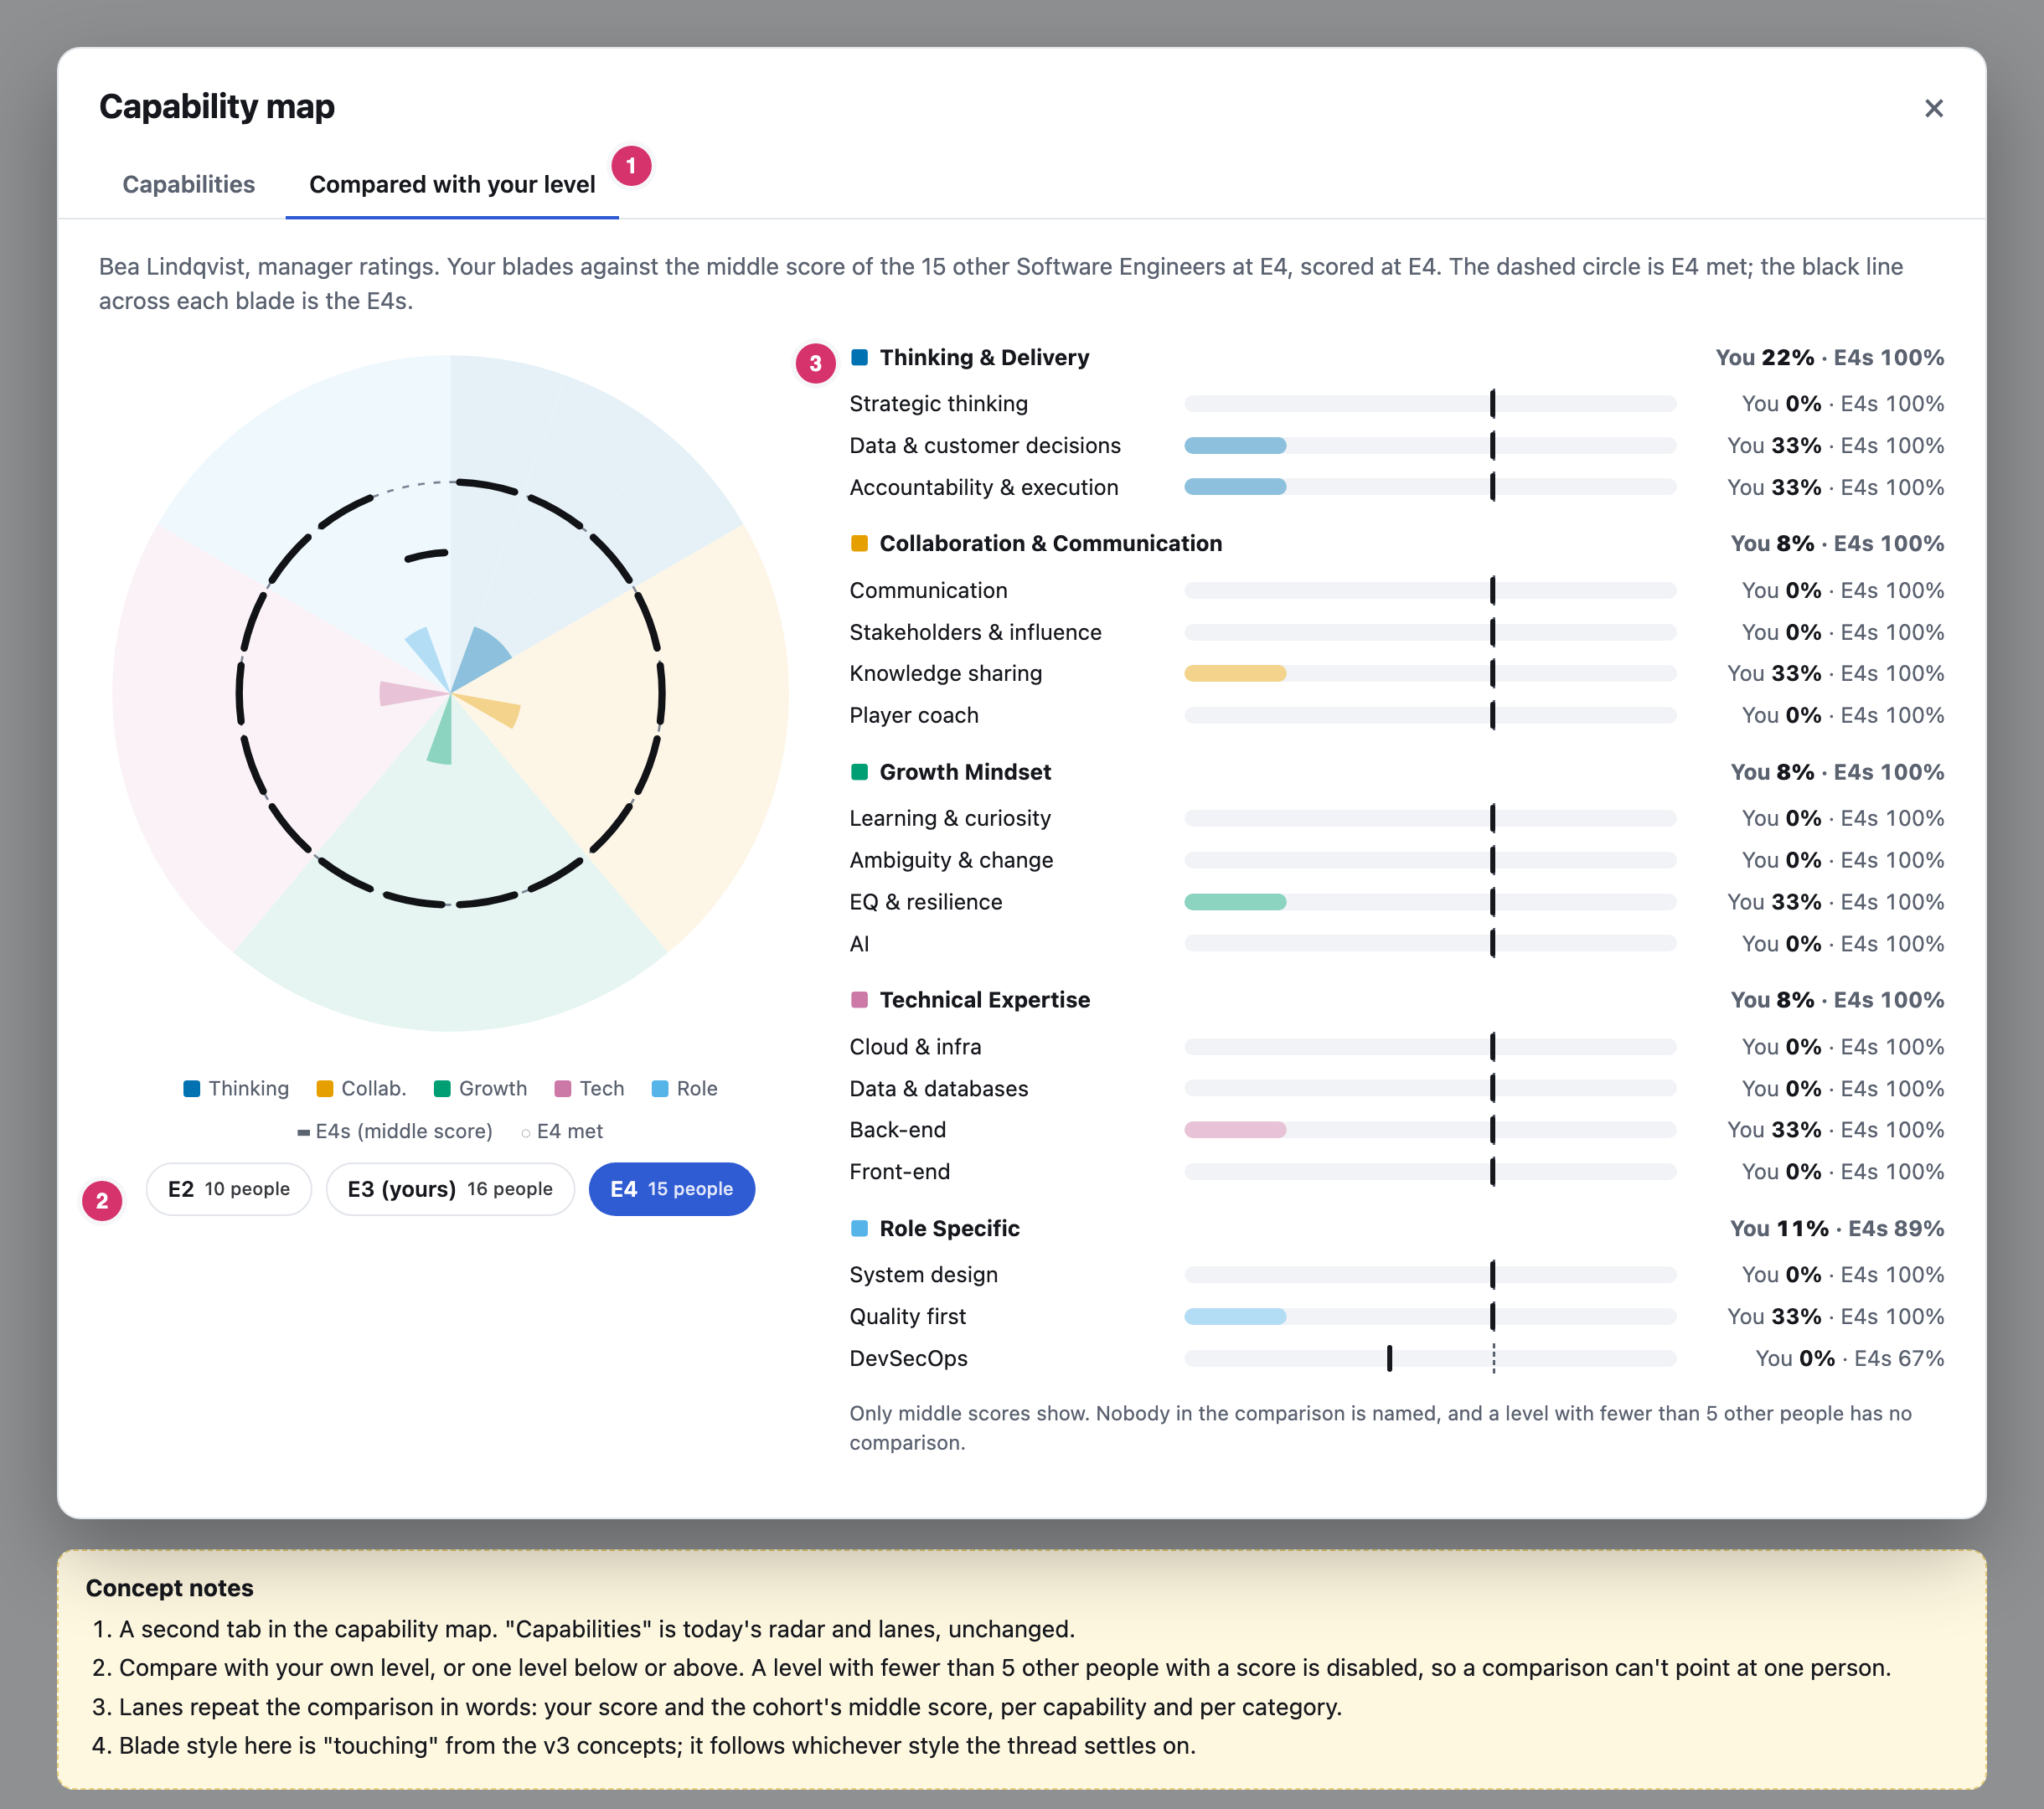 Capability map
×
Capabilities
Compared with your level
1
Bea Lindqvist, manager ratings. Your blades against the middle score of the 15 other Software Engineers at E4, scored at E4. The dashed circle is E4 met; the black line
across each blade is the E4s.
Thinking
Collab.
Growth
Tech
Role
E4s (middle score)
E4 met
2
E2 10 people
E3 (yours) 16 people
E4 15 people
3
Thinking & Delivery You 22% · E4s 100%
Strategic thinking You 0% · E4s 100%
Data & customer decisions You 33% · E4s 100%
Accountability & execution You 33% · E4s 100%
Collaboration & Communication You 8% · E4s 100%
Communication You 0% · E4s 100%
Stakeholders & influence You 0% · E4s 100%
Knowledge sharing You 33% · E4s 100%
Player coach You 0% · E4s 100%
Growth Mindset You 8% · E4s 100%
Learning & curiosity You 0% · E4s 100%
Ambiguity & change You 0% · E4s 100%
EQ & resilience You 33% · E4s 100%
AI You 0% · E4s 100%
Technical Expertise You 8% · E4s 100%
Cloud & infra You 0% · E4s 100%
Data & databases You 0% · E4s 100%
Back-end You 33% · E4s 100%
Front-end You 0% · E4s 100%
Role Specific You 11% · E4s 89%
System design You 0% · E4s 100%
Quality first You 33% · E4s 100%
DevSecOps You 0% · E4s 67%
Only middle scores show. Nobody in the comparison is named, and a level with fewer than 5 other people has no
comparison.
Concept notes
1. A second tab in the capability map. "Capabilities" is today's radar and lanes, unchanged.
2. Compare with your own level, or one level below or above. A level with fewer than 5 other people with a score is disabled, so a comparison can't point at one person.
3. Lanes repeat the comparison in words: your score and the cohort's middle score, per capability and per category.
4. Blade style here is "touching" from the v3 concepts; it follows whichever style the thread settles on.